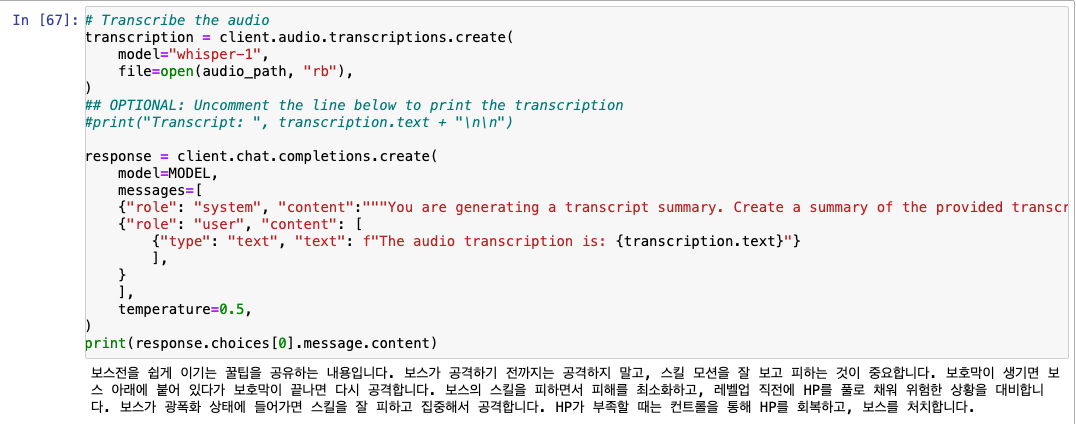 In [67]: # Transcribe the audio
transcription = client.audio.transcriptions.create(
    model="whisper-1",
    file=open(audio_path, "rb"),
)
## OPTIONAL: Uncomment the line below to print the transcription
#print("Transcript: ", transcription.text + "\n\n")

response = client.chat.completions.create(
    model=MODEL,
    messages=[
    {"role": "system", "content":"""You are generating a transcript summary. Create a summary of the provided transcr
    {"role": "user", "content": [
        {"type": "text", "text": f"The audio transcription is: {transcription.text}"}
        ],
    }
    ],
    temperature=0.5,
)
print(response.choices[0].message.content)
보스전을 쉽게 이기는 꿀팁을 공유하는 내용입니다. 보스가 공격하기 전까지는 공격하지 말고, 스킬 모션을 잘 보고 피하는 것이 중요합니다. 보호막이 생기면 보
스 아래에 붙어 있다가 보호막이 끝나면 다시 공격합니다. 보스의 스킬을 피하면서 피해를 최소화하고, 레벨업 직전에 HP를 풀로 채워 위험한 상황을 대비합니
다. 보스가 광폭화 상태에 들어가면 스킬을 잘 피하고 집중해서 공격합니다. HP가 부족할 때는 컨트롤을 통해 HP를 회복하고, 보스를 처치합니다.